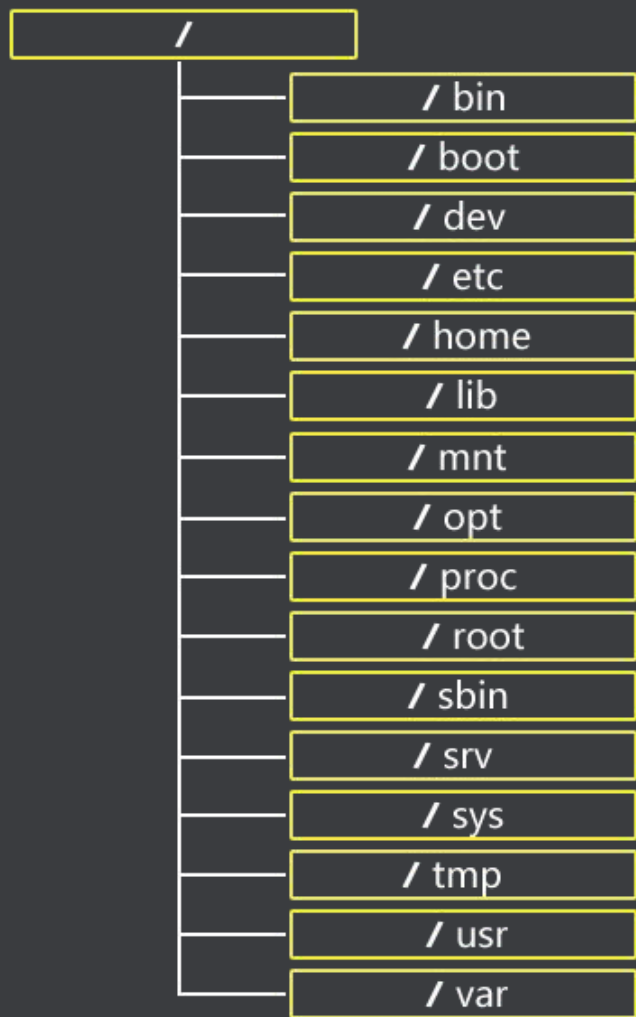 /
/ bin
/ boot
/ dev
/ etc
/ home
/ lib
/ mnt
/ opt
/ proc
/ root
/ sbin
/ srv
/ sys
/ tmp
/ usr
/ var